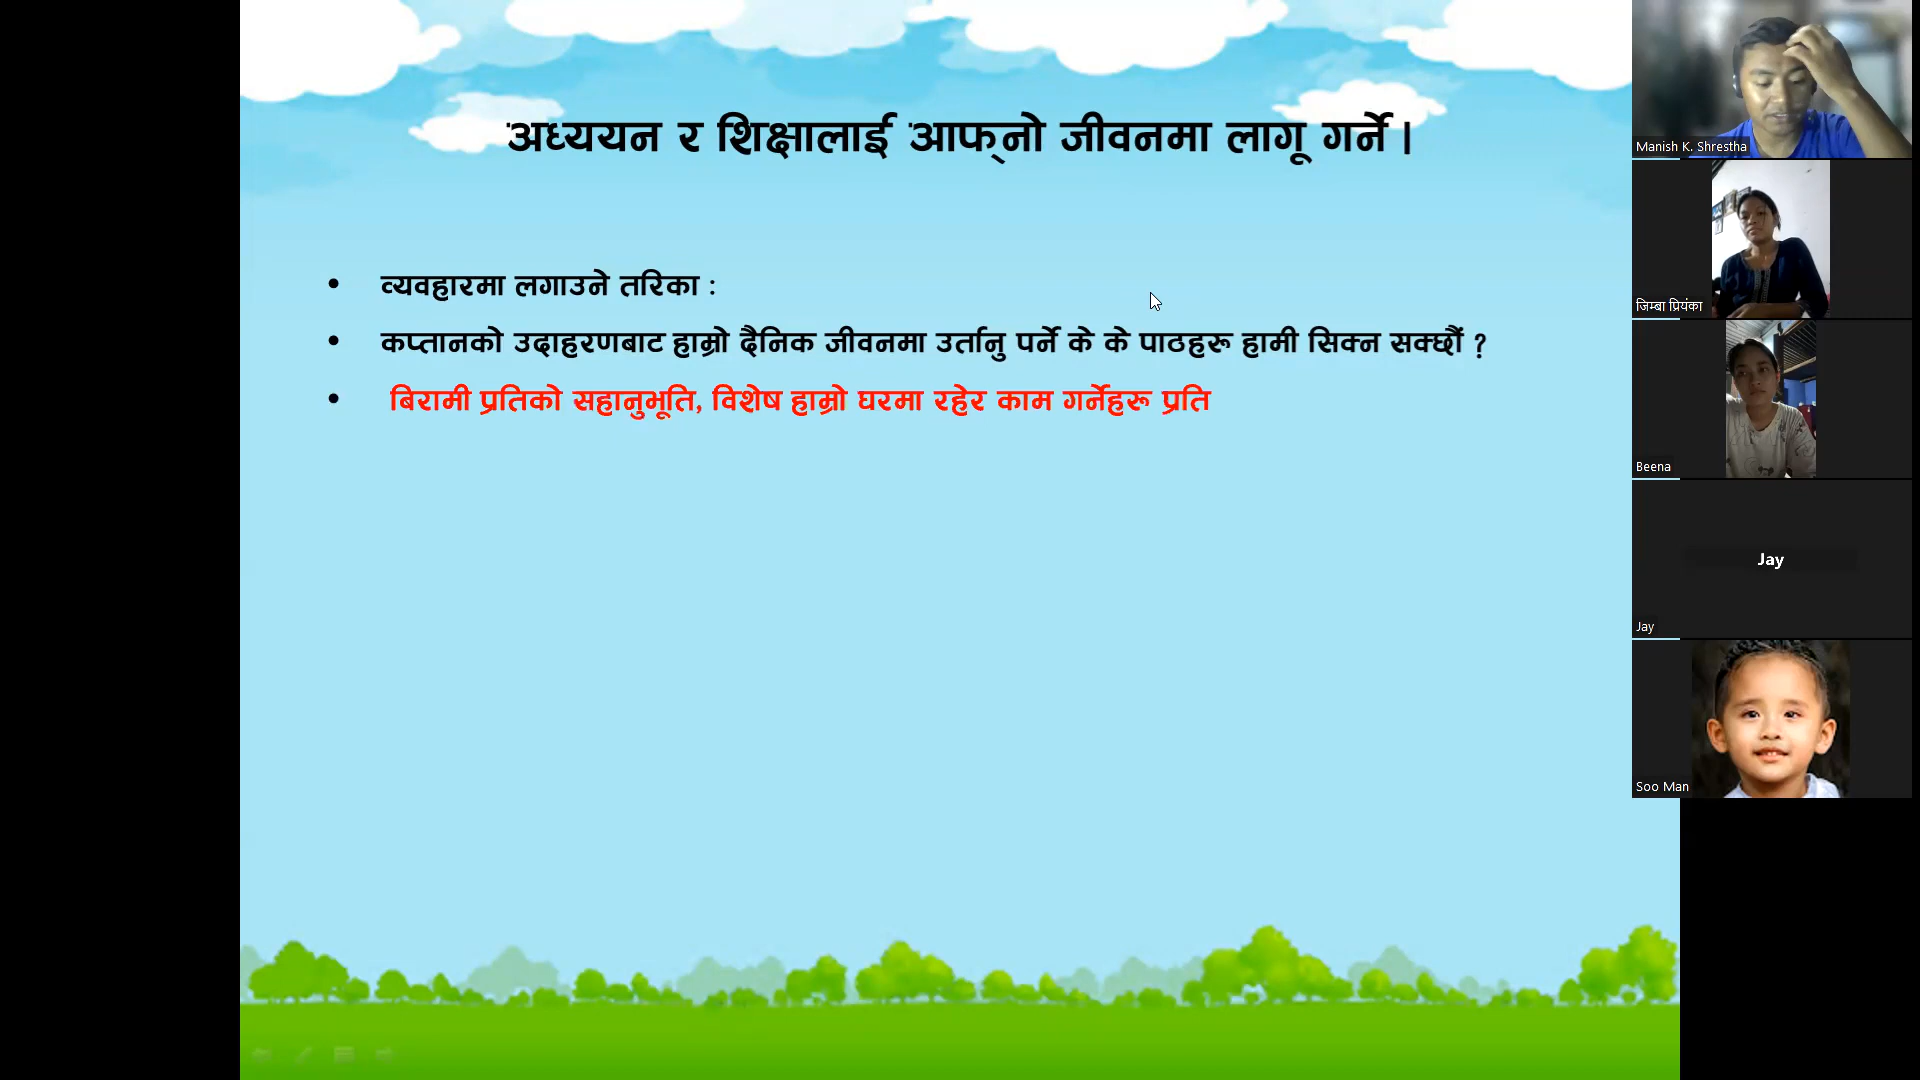 अध्ययन र शिक्षालाई आफ्‌नो जीवनमा लागू गर्ने।
• व्यवहारमा लगाउने तरिका :
• कप्तानको उदाहरणबाट हाम्रो दैनिक जीवनमा उर्तानु पर्ने के के पाठहरू हामी सिक्न सक्छौं ?
• बिरामी प्रतिको सहानुभूति, विशेष हाम्रो घरमा रहेर काम गर्नेहरू प्रति
Manish K. Shrestha
जिम्बा प्रियंका
Beena
Jay
Jay
Soo Man